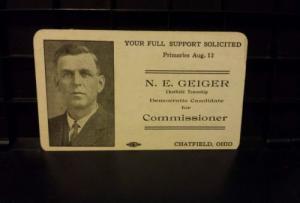 YOUR FULL SUPPORT SOLICITED
Primaries Aug. 12
N. E. GEIGER
Chatfield Township
Democratic Candidate
for
Commissioner
CHATFIELD, OHIO